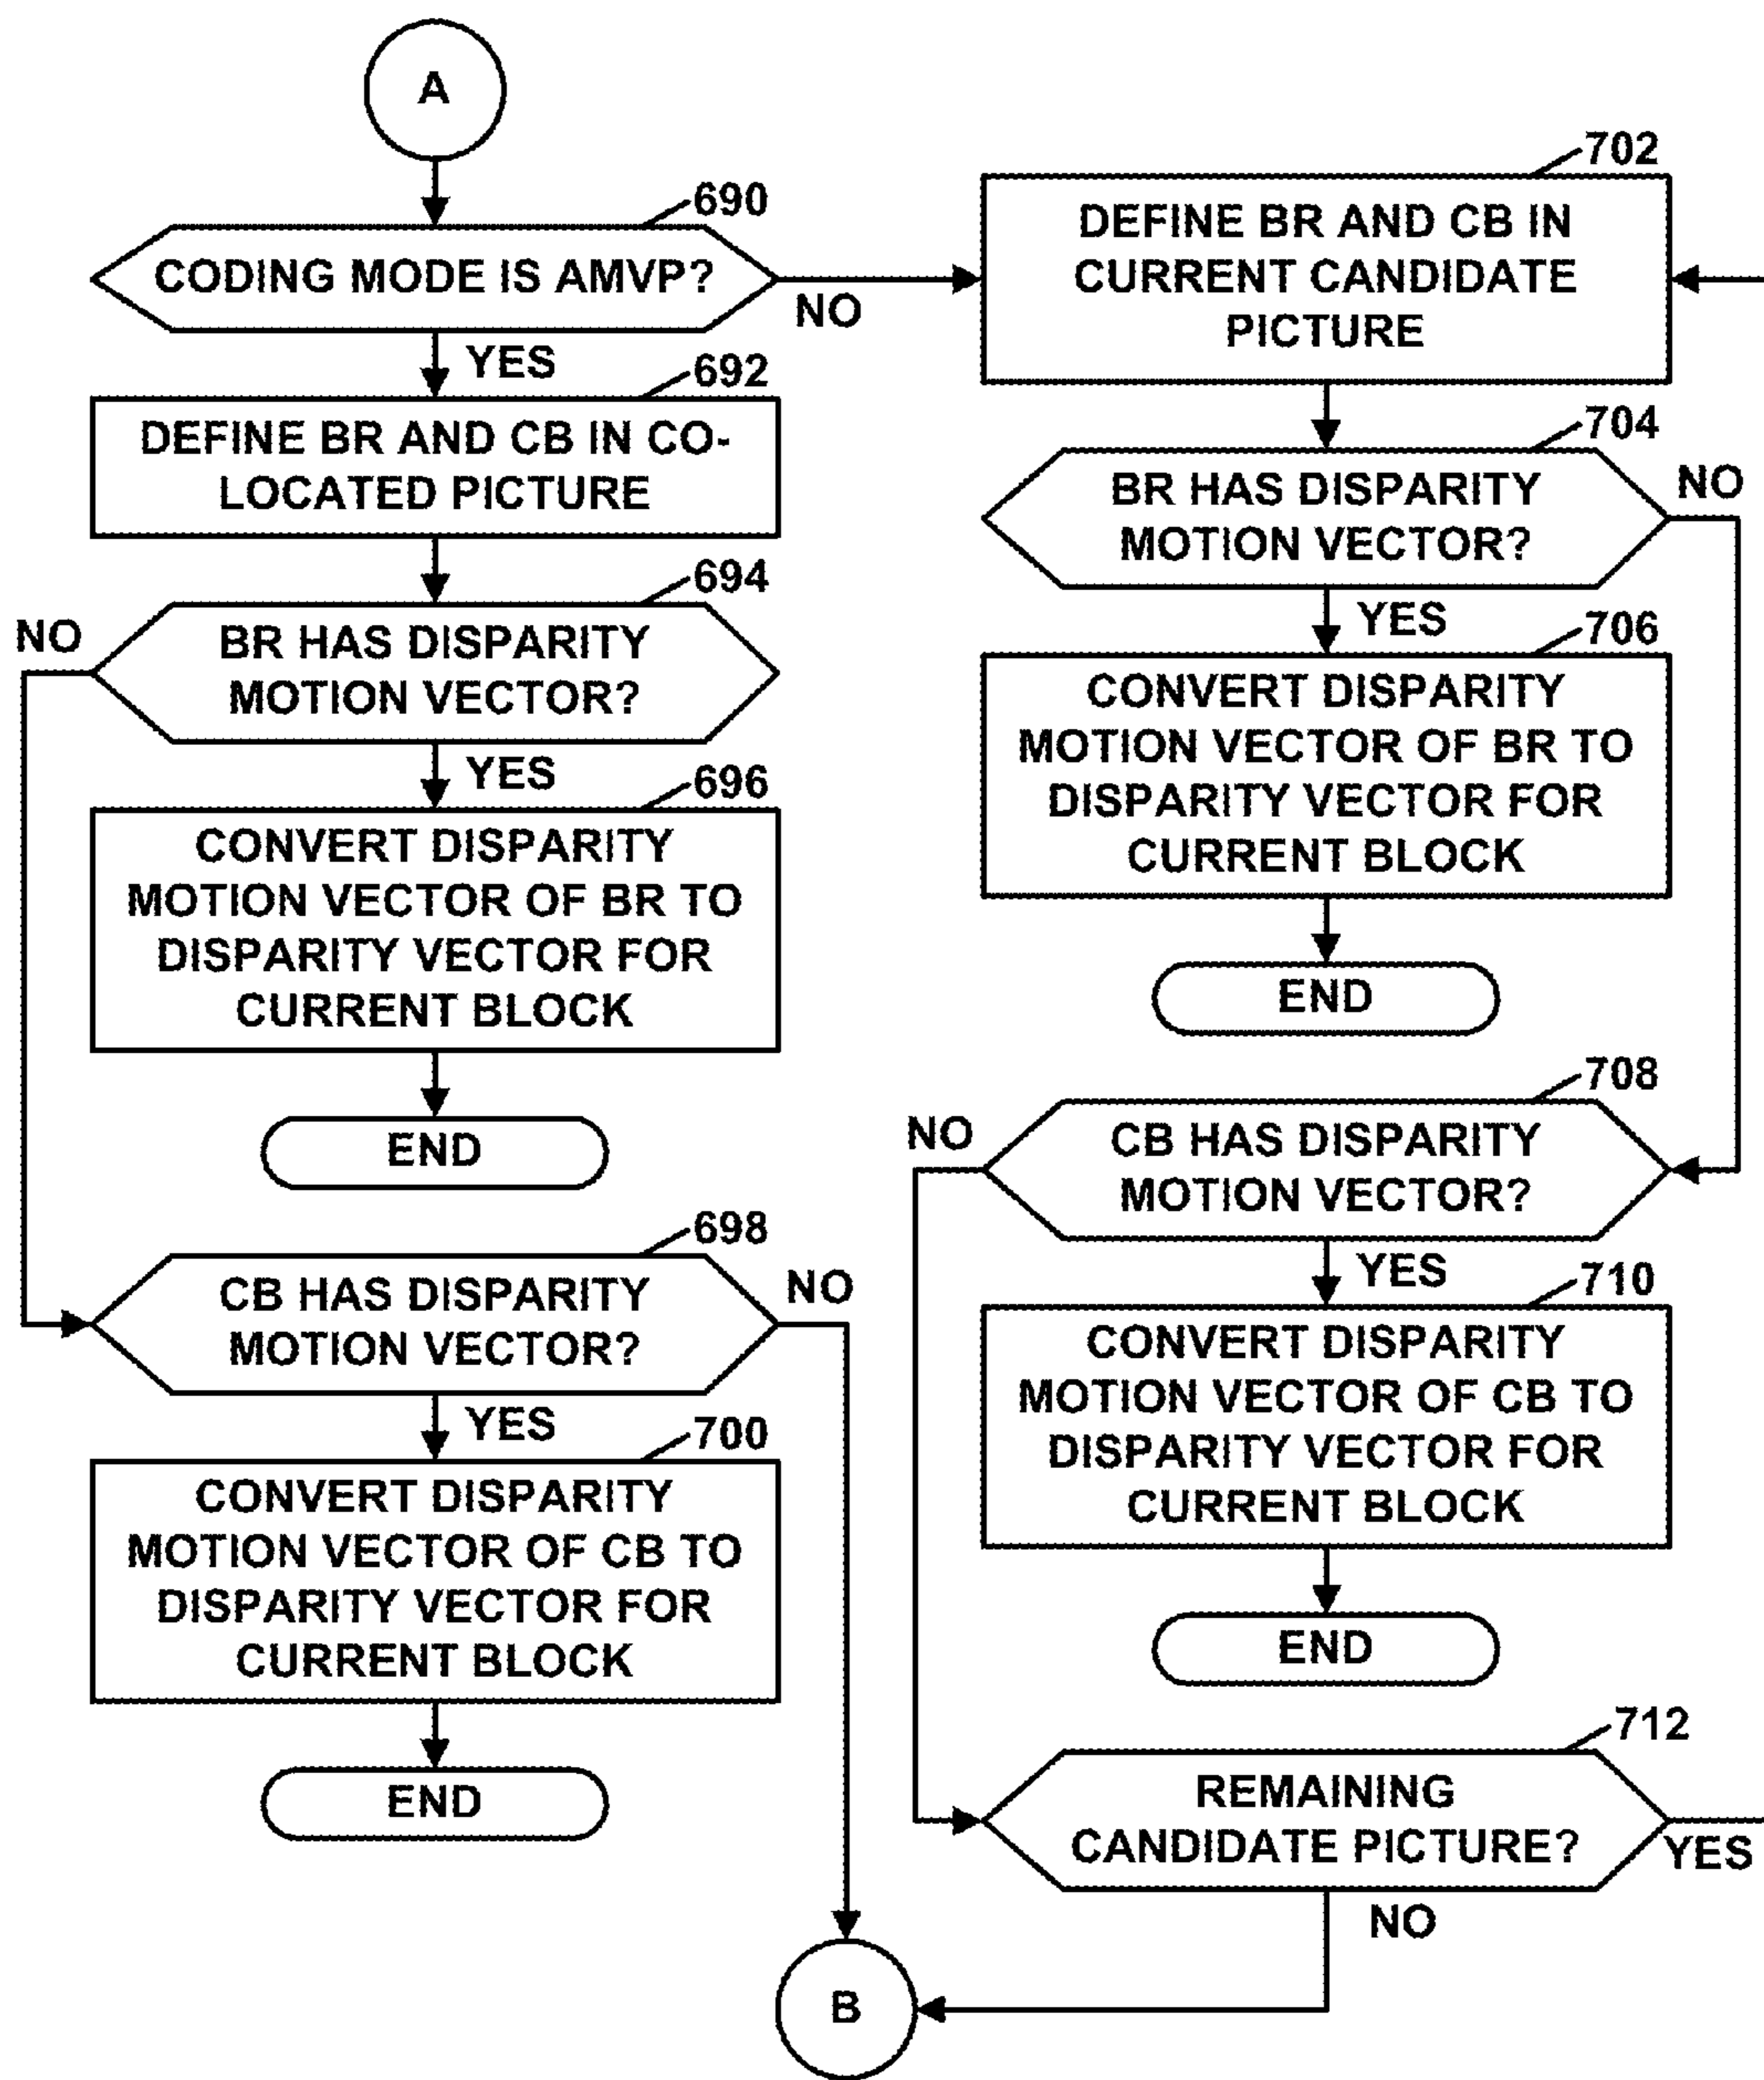 A
690
CODING MODE IS AMVP?
NO
YES
692
DEFINE BR AND CB IN CO-
LOCATED PICTURE
694
NO
BR HAS DISPARITY
MOTION VECTOR?
YES
696
CONVERT DISPARITY
MOTION VECTOR OF BR TO
DISPARITY VECTOR FOR
CURRENT BLOCK
END
698
CB HAS DISPARITY
MOTION VECTOR?
NO
YES
700
CONVERT DISPARITY
MOTION VECTOR OF CB TO
DISPARITY VECTOR FOR
CURRENT BLOCK
END
702
DEFINE BR AND CB IN
CURRENT CANDIDATE
PICTURE
704
BR HAS DISPARITY
MOTION VECTOR?
NO
YES
706
CONVERT DISPARITY
MOTION VECTOR OF BR TO
DISPARITY VECTOR FOR
CURRENT BLOCK
END
708
NO
CB HAS DISPARITY
MOTION VECTOR?
YES
710
CONVERT DISPARITY
MOTION VECTOR OF CB TO
DISPARITY VECTOR FOR
CURRENT BLOCK
END
712
REMAINING
CANDIDATE PICTURE?
YES
NO
B